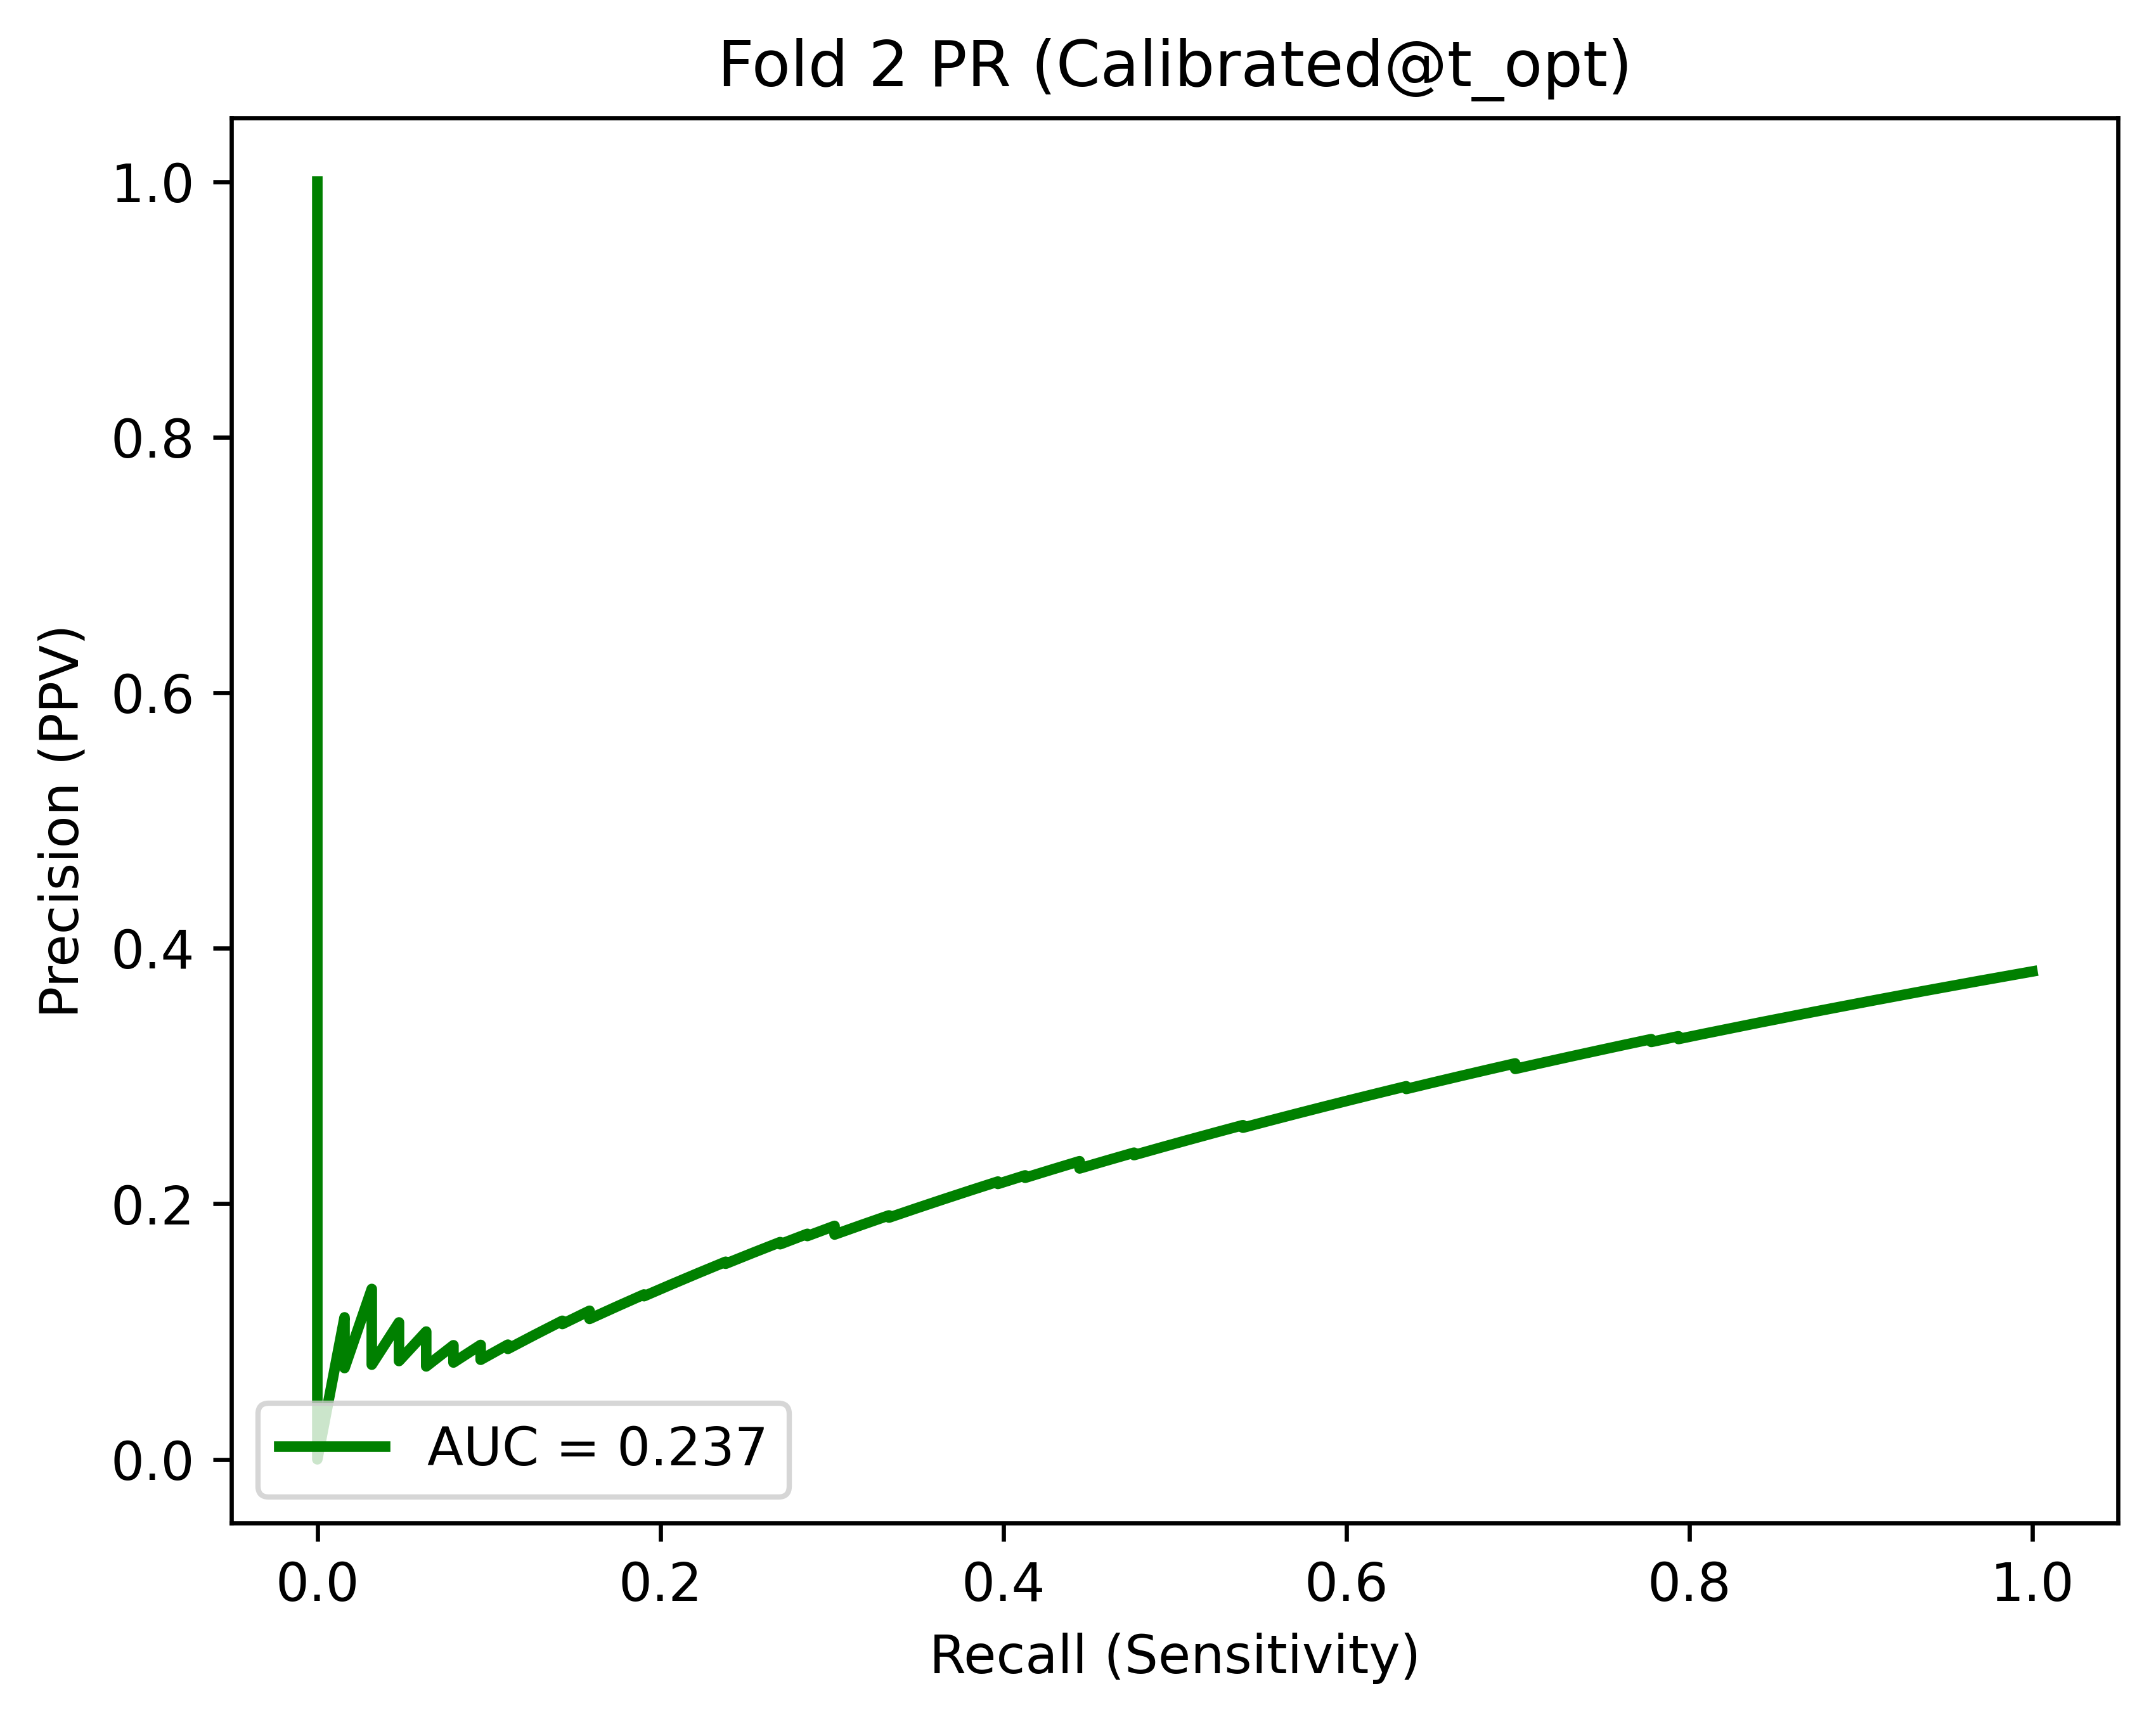 Fold 2 PR (Calibrated@t_opt)
1.0
0.8
0.6
0.4
0.2
0.0
Precision (PPV)
AUC = 0.237
0.0 0.2 0.4 0.6 0.8 1.0
Recall (Sensitivity)